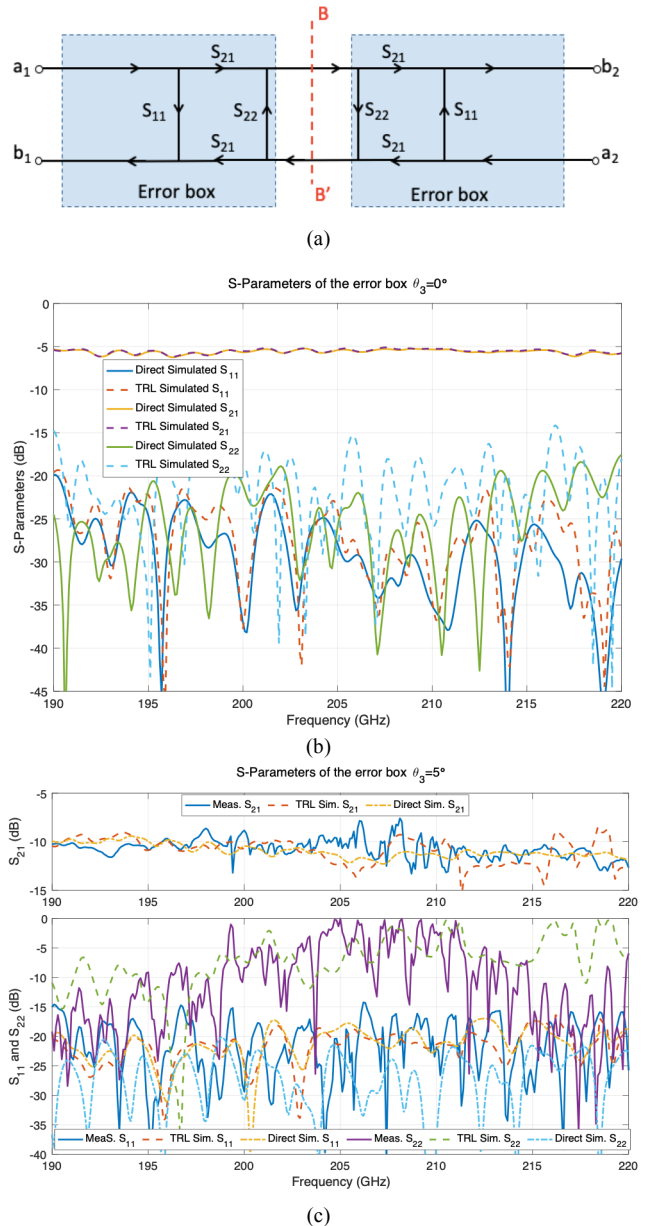 B
a1 S21 S21 b2
S11 S22 S22 S11
b1 S21 S21 a2
Error box Error box
B'
(a)
S-Parameters of the error box θ3=0°
S-Parameters (dB)
0
-5
-10
-15
-20
-25
-30
-35
-40
-45
Direct Simulated S11
TRL Simulated S11
Direct Simulated S21
TRL Simulated S21
Direct Simulated S22
TRL Simulated S22
190 195 200 205 210 215 220
Frequency (GHz)
(b)
S-Parameters of the error box θ3=5°
S21 (dB)
-5
-10
-15
Meas. S21 TRL Sim. S21 Direct Sim. S21
190 195 200 205 210 215 220
S11 and S22 (dB)
0
-5
-10
-15
-20
-25
-30
-35
-40
MeaS. S11 TRL Sim. S11 Direct Sim. S11 Meas. S22 TRL Sim. S22 Direct Sim. S22
190 195 200 205 210 215 220
Frequency (GHz)
(c)